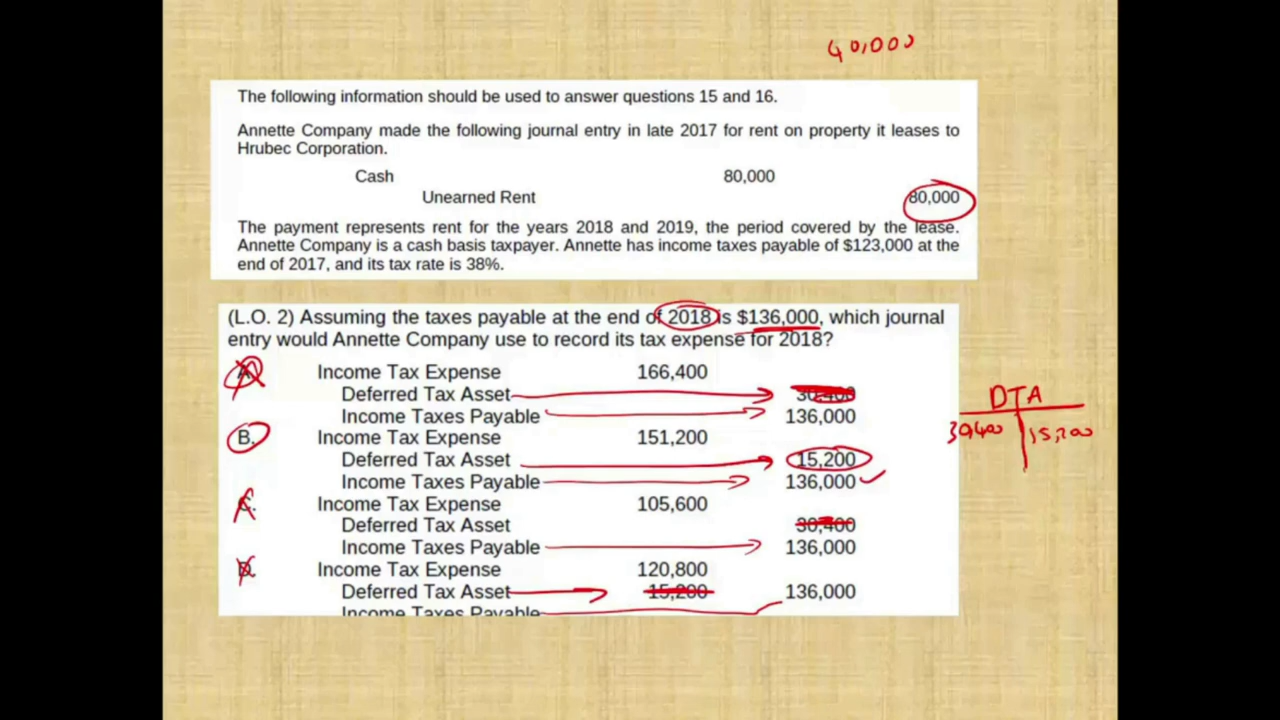 40,000
The following information should be used to answer questions 15 and 16.
Annette Company made the following journal entry in late 2017 for rent on property it leases to
Hrubec Corporation.
Cash 80,000
Unearned Rent 80,000
The payment represents rent for the years 2018 and 2019, the period covered by the lease.
Annette Company is a cash basis taxpayer. Annette has income taxes payable of $123,000 at the
end of 2017, and its tax rate is 38%.
(L.O. 2) Assuming the taxes payable at the end of 2018 is $136,000, which journal
entry would Annette Company use to record its tax expense for 2018?
A. Income Tax Expense 166,400
Deferred Tax Asset 30,400
Income Taxes Payable 136,000
B. Income Tax Expense 151,200
Deferred Tax Asset 15,200
Income Taxes Payable 136,000
C. Income Tax Expense 105,600
Deferred Tax Asset 30,400
Income Taxes Payable 136,000
D. Income Tax Expense 120,800
Deferred Tax Asset 15,200 136,000
Income Taxes Payable
DTA
30,400 15,200